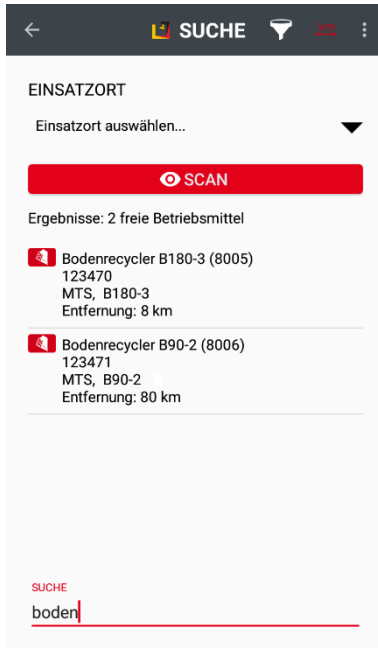 SUCHE
EINSATZORT
Einsatzort auswählen...
SCAN
Ergebnisse: 2 freie Betriebsmittel
Bodenrecycler B180-3 (8005)
123470
MTS, B180-3
Entfernung: 8 km
Bodenrecycler B90-2 (8006)
123471
MTS, B90-2
Entfernung: 80 km
SUCHE
boden